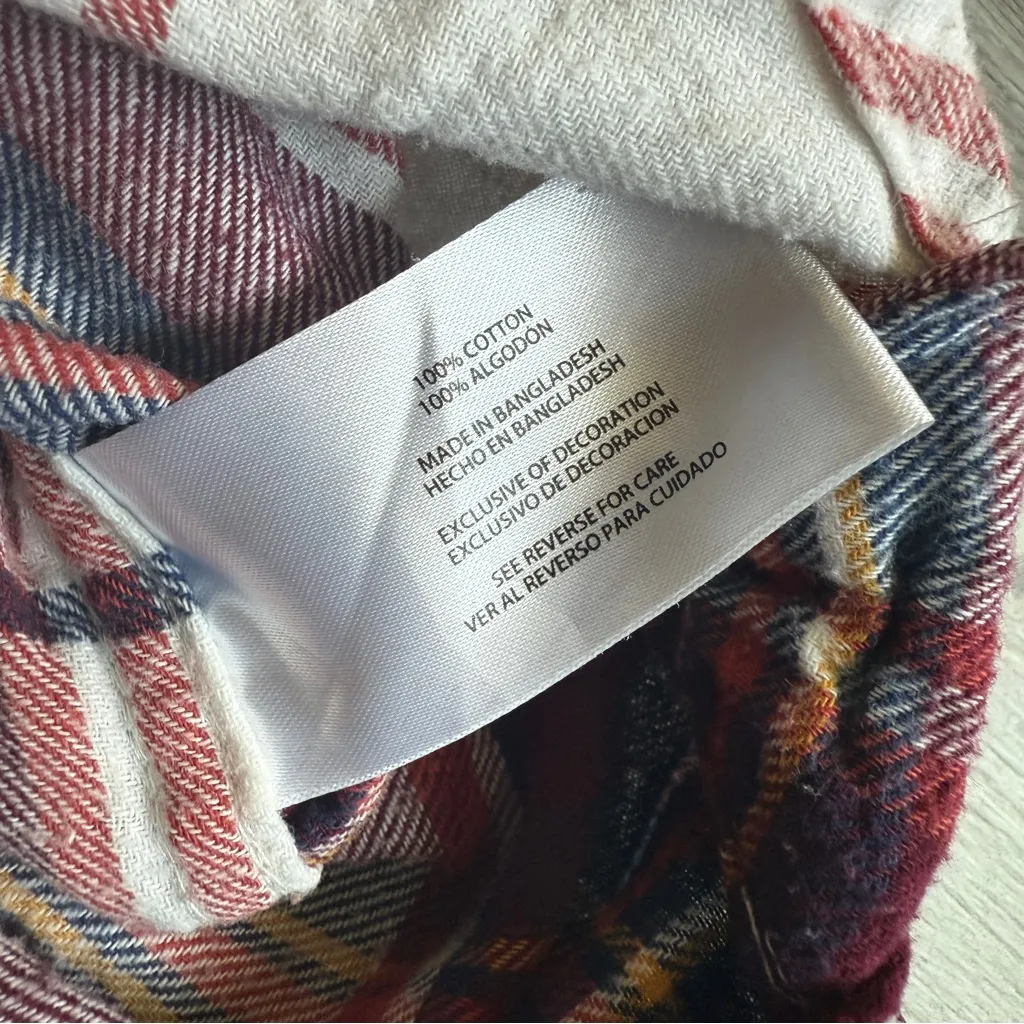 100% COTTON
100% ALGODÓN
MADE IN BANGLADESH
HECHO EN BANGLADESH
EXCLUSIVE OF DECORATION
EXCLUSIVO DE DECORACION
SEE REVERSE FOR CARE
VER AL REVERSO PARA CUIDADO